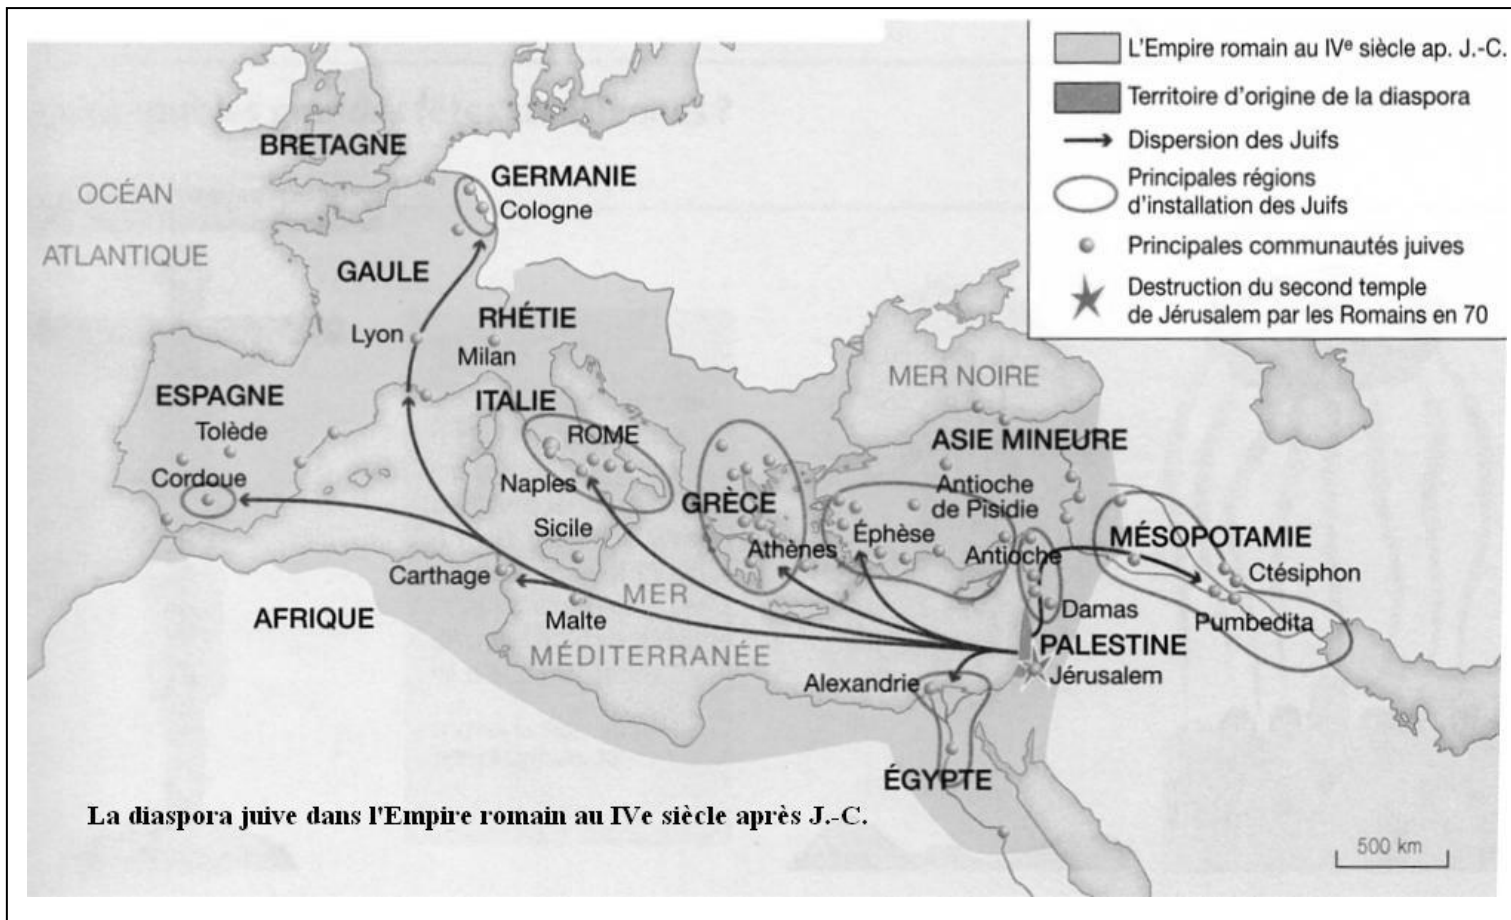 L'Empire romain au IVe siècle ap. J.-C.
Territoire d'origine de la diaspora
Dispersion des Juifs
Principales régions
d'installation des Juifs
Principales communautés juives
Destruction du second temple
de Jérusalem par les Romains en 70
BRETAGNE
OCÉAN
ATLANTIQUE
GERMANIE
Cologne
GAULE
Lyon
RHÉTIE
Milan
MER NOIRE
ESPAGNE
Tolède
Cordoue
ITALIE
ROME
Naples
Sicile
GRÈCE
Athènes
ASIE MINEURE
Antioche
de Pisidie
Éphèse
Antioche
MÉSOPOTAMIE
Ctésiphon
Pumbedita
Carthage
AFRIQUE
Malte
MER
MÉDITERRANÉE
Damas
PALESTINE
Jérusalem
Alexandrie
ÉGYPTE
La diaspora juive dans l'Empire romain au IVe siècle après J.-C.
500 km